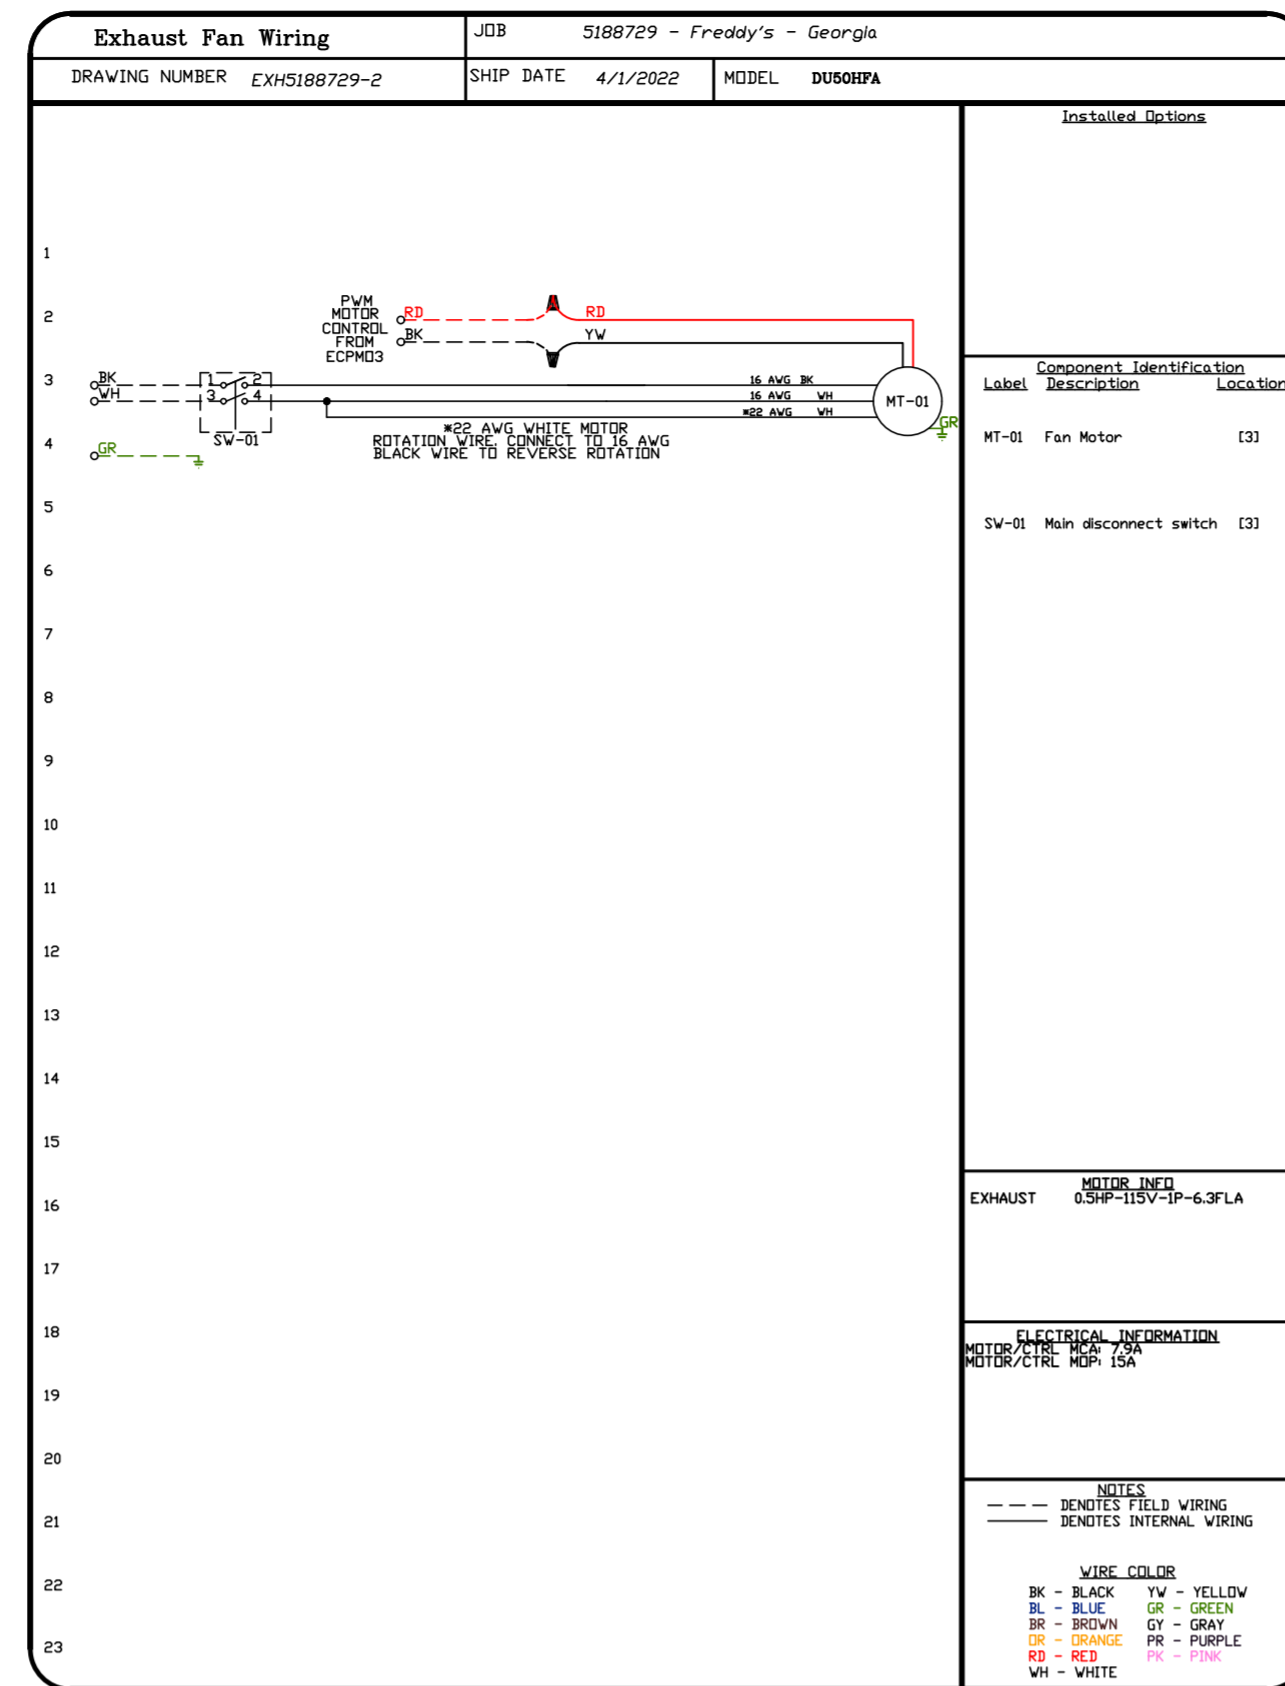 Exhaust Fan Wiring
JOB 5188729 - Freddy's - Georgia
DRAWING NUMBER EXH5188729-2
SHIP DATE 4/1/2022
MODEL DU50HFA
1
2
3
4
5
6
7
8
9
10
11
12
13
14
15
16
17
18
19
20
21
22
23
PWM
MOTOR
CONTROL
FROM
ECPM03
RD
BK
RD
YW
BK
WH
1 2
3 4
SW-01
GR
16 AWG BK
16 AWG WH
*22 AWG WH
MT-01
GR
*22 AWG WHITE MOTOR
ROTATION WIRE. CONNECT TO 16 AWG
BLACK WIRE TO REVERSE ROTATION
Installed Options
Component Identification
Label Description Location
MT-01 Fan Motor [3]
SW-01 Main disconnect switch [3]
MOTOR INFO
EXHAUST 0.5HP-115V-1P-6.3FLA
ELECTRICAL INFORMATION
MOTOR/CTRL MCA: 7.9A
MOTOR/CTRL MOP: 15A
NOTES
DENOTES FIELD WIRING
DENOTES INTERNAL WIRING
WIRE COLOR
BK - BLACK YW - YELLOW
BL - BLUE GR - GREEN
BR - BROWN GY - GRAY
OR - ORANGE PR - PURPLE
RD - RED PK - PINK
WH - WHITE